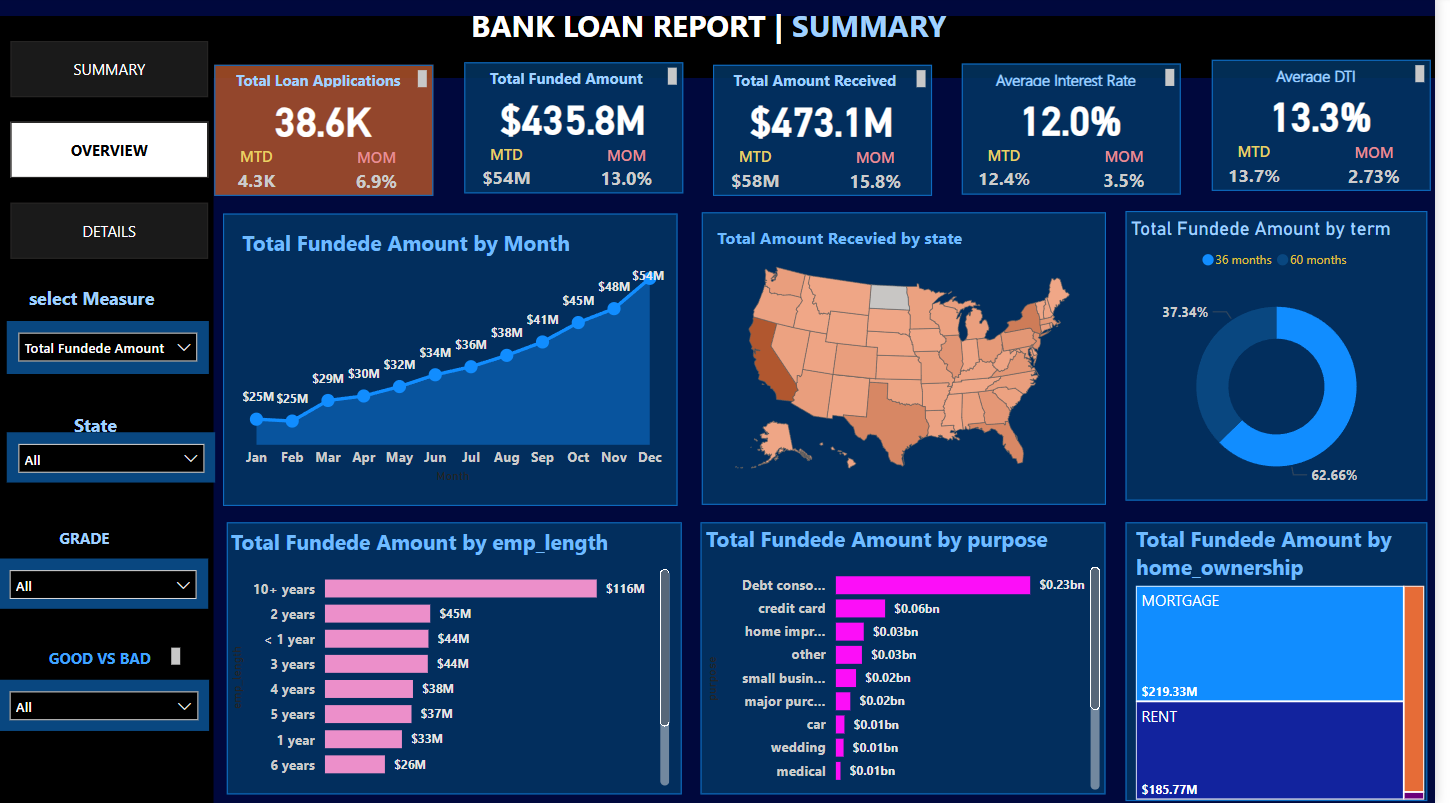 BANK LOAN REPORT | SUMMARY
SUMMARY
OVERVIEW
DETAILS
select Measure
Total Fundede Amount
State
All
GRADE
All
GOOD VS BAD
All
Total Loan Applications
38.6K
MTD MOM
4.3K 6.9%
Total Funded Amount
$435.8M
MTD MOM
$54M 13.0%
Total Amount Received
$473.1M
MTD MOM
$58M 15.8%
Average Interest Rate
12.0%
MTD MOM
12.4% 3.5%
Average DTI
13.3%
MTD MOM
13.7% 2.73%
Total Fundede Amount by Month
$25M $25M $29M $30M $32M $34M $36M $38M $41M $45M $48M $54M
Jan Feb Mar Apr May Jun Jul Aug Sep Oct Nov Dec
Total Amount Recevied by state
Total Fundede Amount by term
36 months 60 months
37.34%
62.66%
Total Fundede Amount by emp_length
10+ years $116M
2 years $45M
< 1 year $44M
3 years $44M
4 years $38M
5 years $37M
1 year $33M
6 years $26M
Total Fundede Amount by purpose
Debt conso... $0.23bn
credit card $0.06bn
home impr... $0.03bn
other $0.03bn
small busin... $0.02bn
major purc... $0.02bn
car $0.01bn
wedding $0.01bn
medical $0.01bn
Total Fundede Amount by
home_ownership
MORTGAGE
$219.33M
RENT
$185.77M